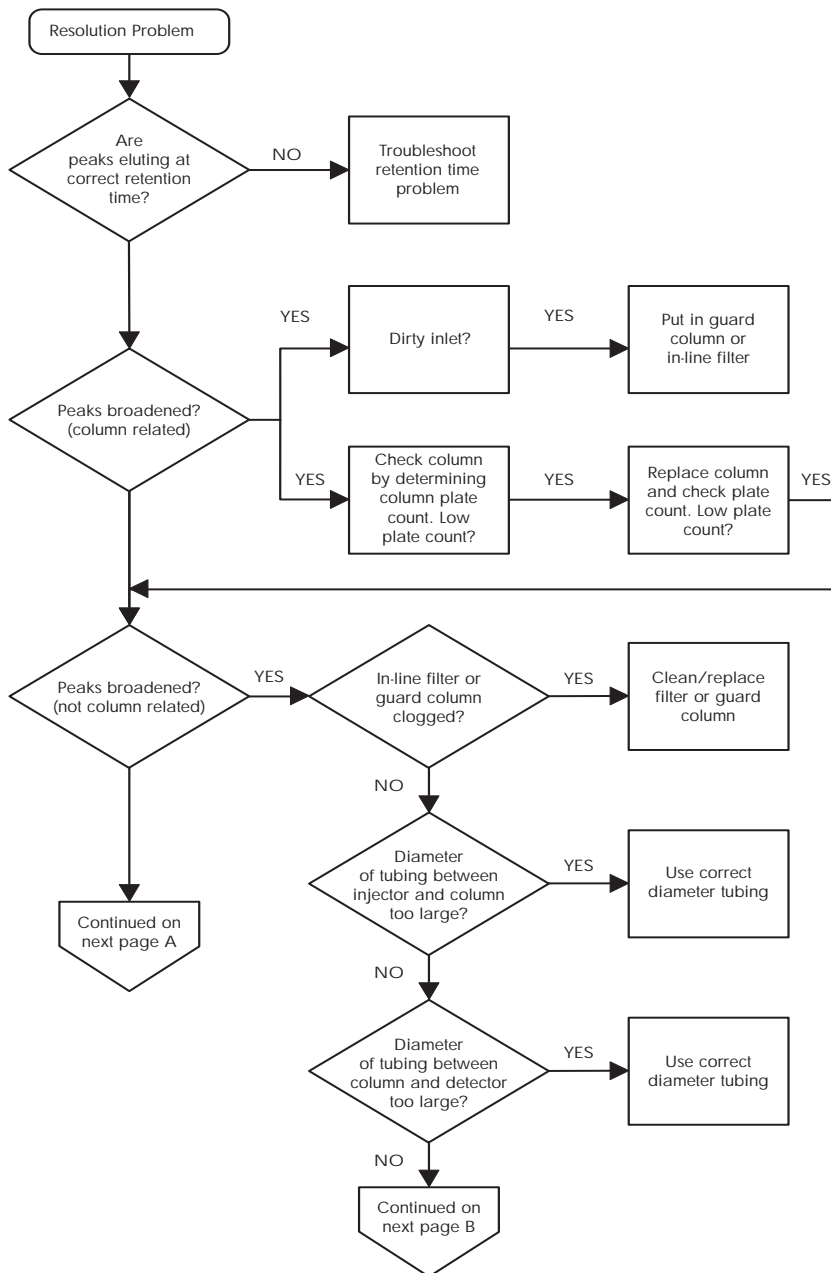 Resolution Problem
Are
peaks eluting at
correct retention
time?
NO
Troubleshoot
retention time
problem
YES
Dirty inlet?
YES
Put in guard
column or
in-line filter
Peaks broadened?
(column related)
YES
Check column
by determining
column plate
count. Low
plate count?
YES
Replace column
and check plate
count. Low plate
count?
YES
Peaks broadened?
(not column related)
YES
In-line filter or
guard column
clogged?
YES
Clean/replace
filter or guard
column
NO
Diameter
of tubing between
injector and column
too large?
YES
Use correct
diameter tubing
Continued on
next page A
NO
Diameter
of tubing between
column and detector
too large?
YES
Use correct
diameter tubing
NO
Continued on
next page B